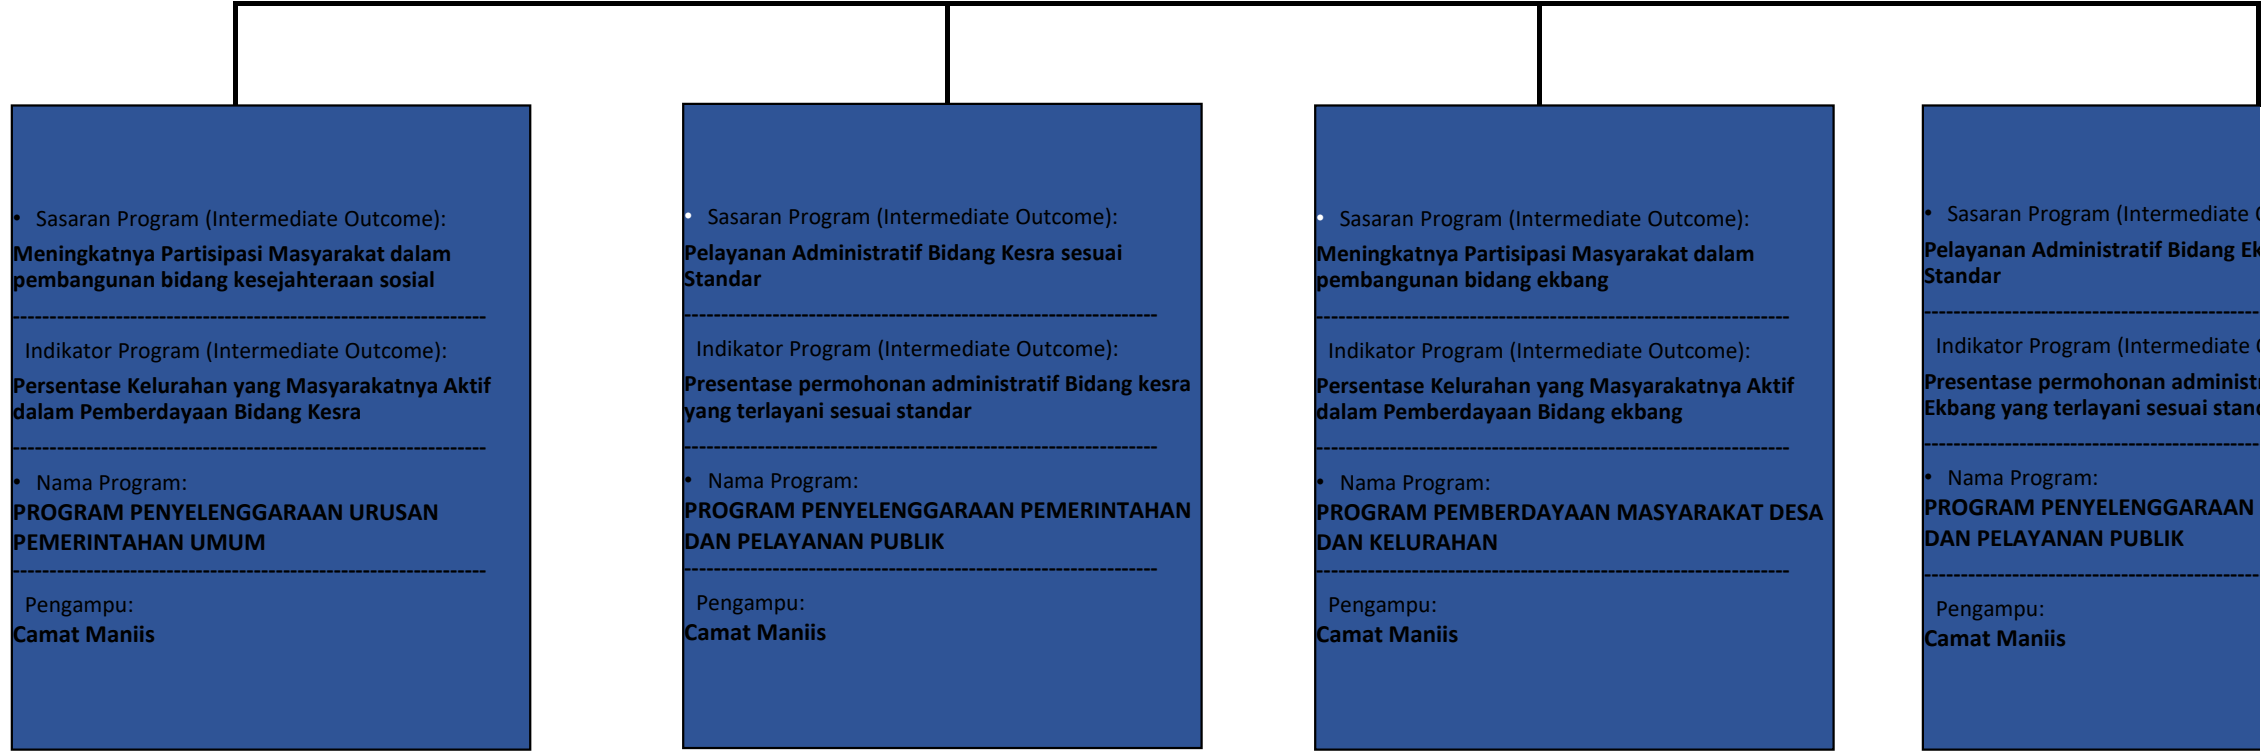 • Sasaran Program (Intermediate Outcome):
Meningkatnya Partisipasi Masyarakat dalam
pembangunan bidang kesejahteraan sosial
-----------------------------------------------------------------
Indikator Program (Intermediate Outcome):
Persentase Kelurahan yang Masyarakatnya Aktif
dalam Pemberdayaan Bidang Kesra
-----------------------------------------------------------------
• Nama Program:
PROGRAM PENYELENGGARAAN URUSAN
PEMERINTAHAN UMUM
-----------------------------------------------------------------
Pengampu:
Camat Maniis
• Sasaran Program (Intermediate Outcome):
Pelayanan Administratif Bidang Kesra sesuai
Standar
-----------------------------------------------------------------
Indikator Program (Intermediate Outcome):
Presentase permohonan administratif Bidang kesra
yang terlayani sesuai standar
-----------------------------------------------------------------
• Nama Program:
PROGRAM PENYELENGGARAAN PEMERINTAHAN
DAN PELAYANAN PUBLIK
-----------------------------------------------------------------
Pengampu:
Camat Maniis
• Sasaran Program (Intermediate Outcome):
Meningkatnya Partisipasi Masyarakat dalam
pembangunan bidang ekbang
-----------------------------------------------------------------
Indikator Program (Intermediate Outcome):
Persentase Kelurahan yang Masyarakatnya Aktif
dalam Pemberdayaan Bidang ekbang
-----------------------------------------------------------------
• Nama Program:
PROGRAM PEMBERDAYAAN MASYARAKAT DESA
DAN KELURAHAN
-----------------------------------------------------------------
Pengampu:
Camat Maniis
• Sasaran Program (Intermediate
Pelayanan Administratif Bidang
Standar
----------------------------------------------
Indikator Program (Intermediate
Presentase permohonan
Ekbang yang terlayani sesuai
----------------------------------------------
• Nama Program:
PROGRAM PENYELENGGARAAN
DAN PELAYANAN PUBLIK
----------------------------------------------
Pengampu:
Camat Maniis